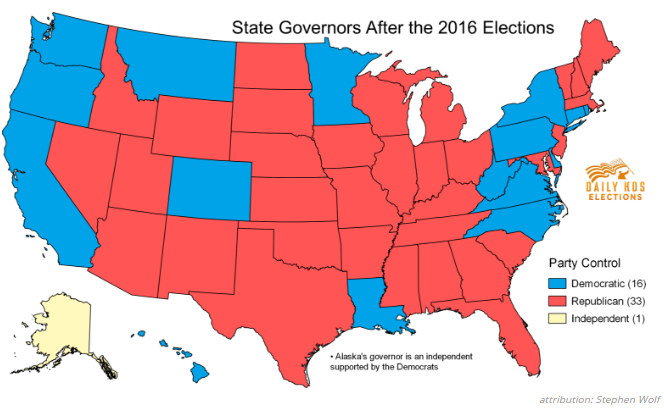 State Governors After the 2016 Elections
DAILY KOS
ELECTIONS
Party Control
Democratic (16)
Republican (33)
Independent (1)
• Alaska's governor is an independent
supported by the Democrats
attribution: Stephen Wolf